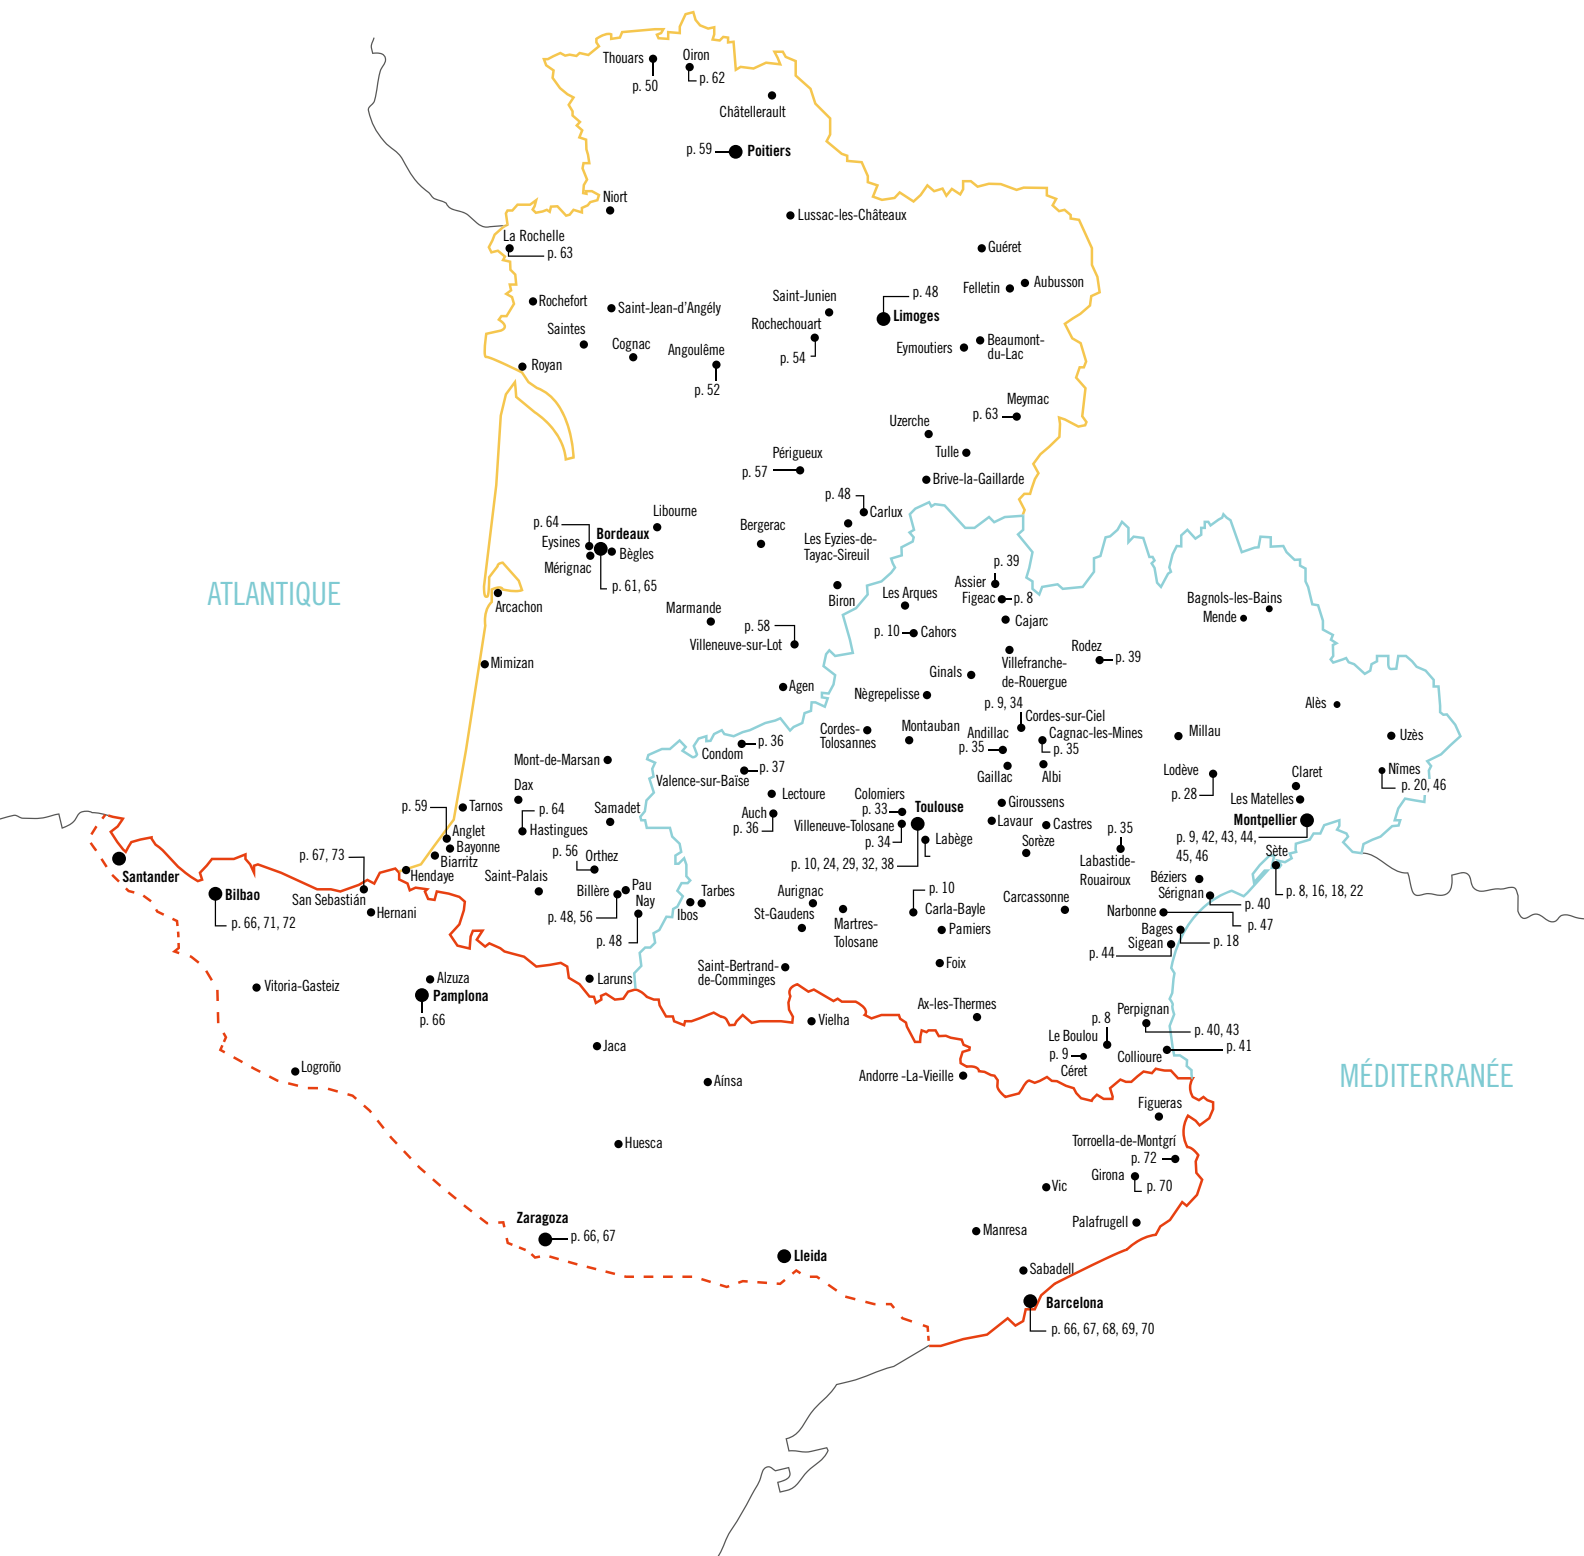 Thouars
p. 50
Oiron
p. 62
Châtellerault
p. 59
Poitiers
Niort
Lussac-les-Châteaux
La Rochelle
p. 63
Guéret
Felletin
Aubusson
Rochefort
Saint-Jean-d'Angély
Saint-Junien
p. 48
Limoges
Saintes
Rochechouart
p. 54
Cognac
Angoulême
p. 52
Eymoutiers
Beaumont-
du-Lac
Royan
Meymac
p. 63
Uzerche
Tulle
Périgueux
p. 57
Brive-la-Gaillarde
p. 48
Carlux
Libourne
p. 64
Bordeaux
Eysines
Bègles
Mérignac
p. 61, 65
Bergerac
Les Eyzies-de-
Tayac-Sireuil
ATLANTIQUE
Arcachon
Biron
p. 39
Assier
Figeac
p. 8
Les Arques
Cajarc
Bagnols-les-Bains
Mende
Marmande
p. 58
Villeneuve-sur-Lot
p. 10
Cahors
Mimizan
Rodez
p. 39
Villefranche-
de-Rouergue
Ginals
Agen
Nègrepelisse
p. 9, 34
Cordes-sur-Ciel
Alès
Cordes-
Tolosannes
Montauban
Andillac
p. 35
Cagnac-les-Mines
p. 35
Millau
Uzès
Condom
p. 36
Mont-de-Marsan
Valence-sur-Baïse
p. 37
Gaillac
Albi
Lodève
p. 28
Claret
Nîmes
p. 20, 46
Dax
Lectoure
Colomiers
p. 33
Toulouse
Giroussens
Les Matelles
p. 59
Tarnos
p. 64
Samadet
Auch
p. 36
Villeneuve-Tolosane
p. 34
Lavaur
Castres
Montpellier
p. 9, 42, 43, 44,
45, 46
Anglet
Hastingues
Bayonne
Labège
Sorèze
p. 35
Labastide-
Rouairoux
Sète
p. 8, 16, 18, 22
Biarritz
p. 56
Orthez
p. 10, 24, 29, 32, 38
Santander
p. 67, 73
Hendaye
Saint-Palais
Béziers
Bilbao
San Sebastián
Billère
Pau
Nay
p. 48, 56
p. 48
Tarbes
Ibos
Aurignac
p. 10
Carla-Bayle
Carcassonne
Sérignan
p. 40
Hernani
St-Gaudens
Martres-
Tolosane
Narbonne
p. 47
p. 66, 71, 72
Pamiers
Bages
p. 18
Sigean
p. 44
Saint-Bertrand-
de-Comminges
Foix
Vitoria-Gasteiz
Alzuza
Pamplona
p. 66
Laruns
Ax-les-Thermes
Vielha
Perpignan
p. 40, 43
p. 8
Le Boulou
p. 9
Céret
Collioure
p. 41
Jaca
Logroño
Aínsa
Andorre -La-Vieille
MÉDITERRANÉE
Figueras
Huesca
Torroella-de-Montgrí
p. 72
Girona
p. 70
Vic
Zaragoza
p. 66, 67
Palafrugell
Manresa
Lleida
Sabadell
Barcelona
p. 66, 67, 68, 69, 70